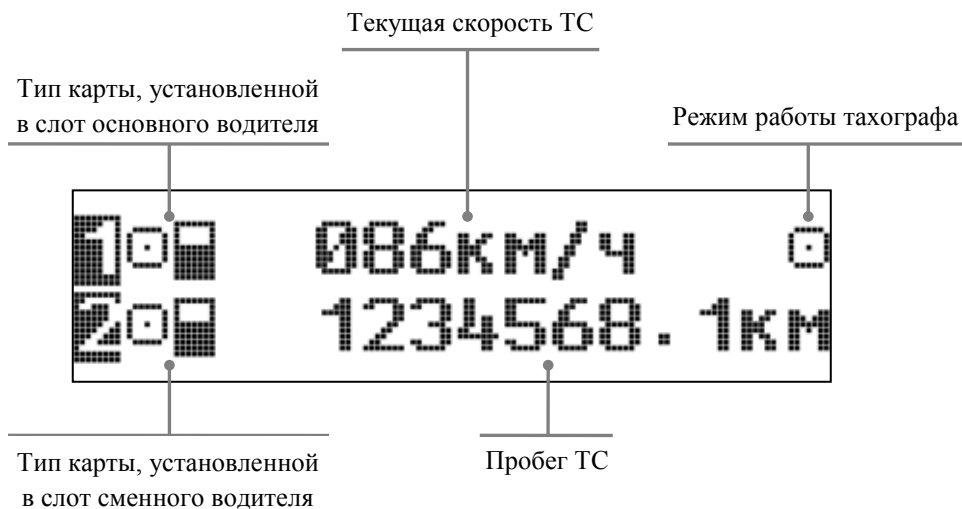 Текущая скорость ТС
Тип карты, установленной
в слот основного водителя
Режим работы тахографа
1 086км/ч
2 1234568.1км
Тип карты, установленной
в слот сменного водителя
Пробег ТС